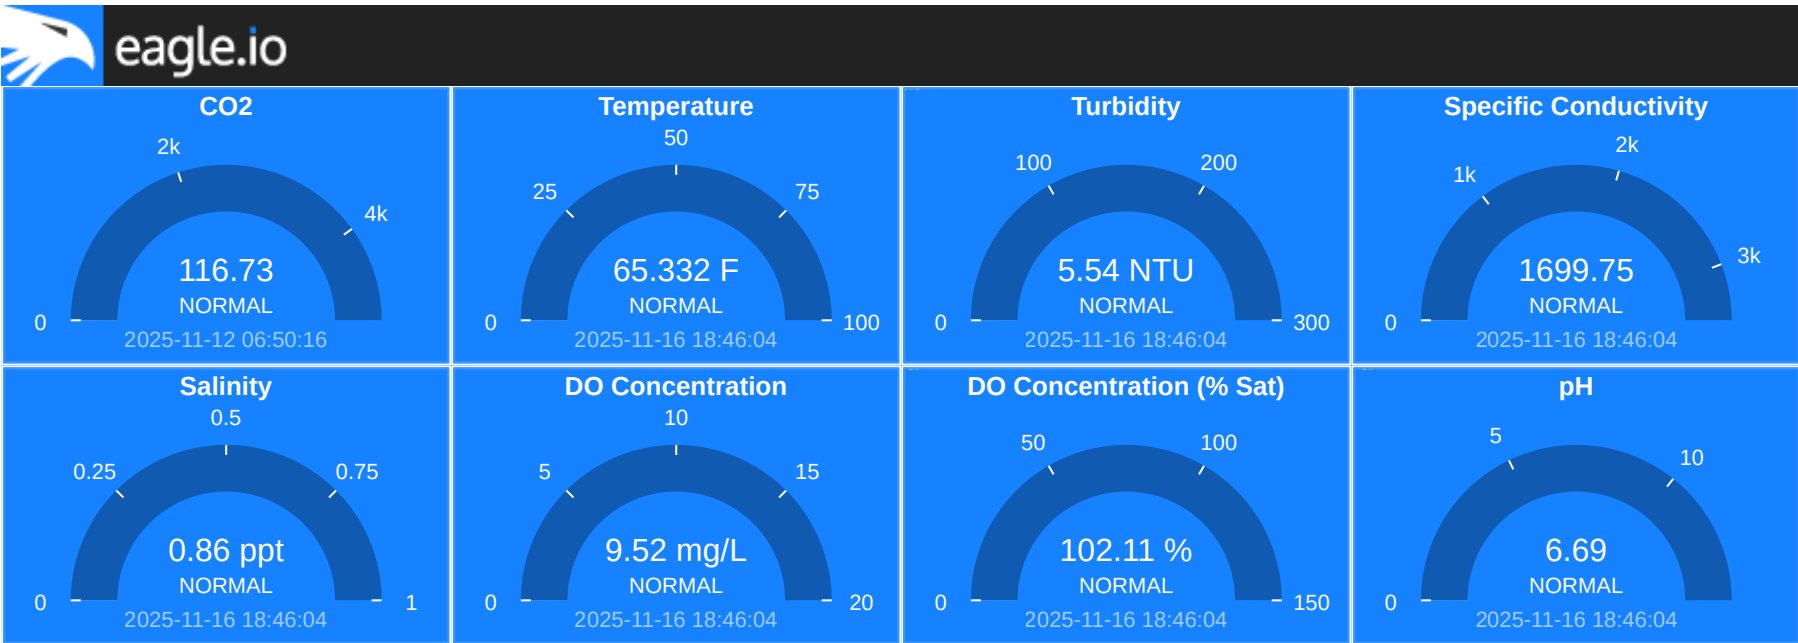 eagle.io
CO2
2k
4k
0
116.73
NORMAL
2025-11-12 06:50:16
Temperature
50
25
75
0
100
65.332 F
NORMAL
2025-11-16 18:46:04
Turbidity
100
200
0
300
5.54 NTU
NORMAL
2025-11-16 18:46:04
Specific Conductivity
2k
1k
3k
0
1699.75
NORMAL
2025-11-16 18:46:04
Salinity
0.5
0.25
0.75
0
1
0.86 ppt
NORMAL
2025-11-16 18:46:04
DO Concentration
10
5
15
0
20
9.52 mg/L
NORMAL
2025-11-16 18:46:04
DO Concentration (% Sat)
50
100
0
150
102.11 %
NORMAL
2025-11-16 18:46:04
pH
5
10
0
6.69
NORMAL
2025-11-16 18:46:04